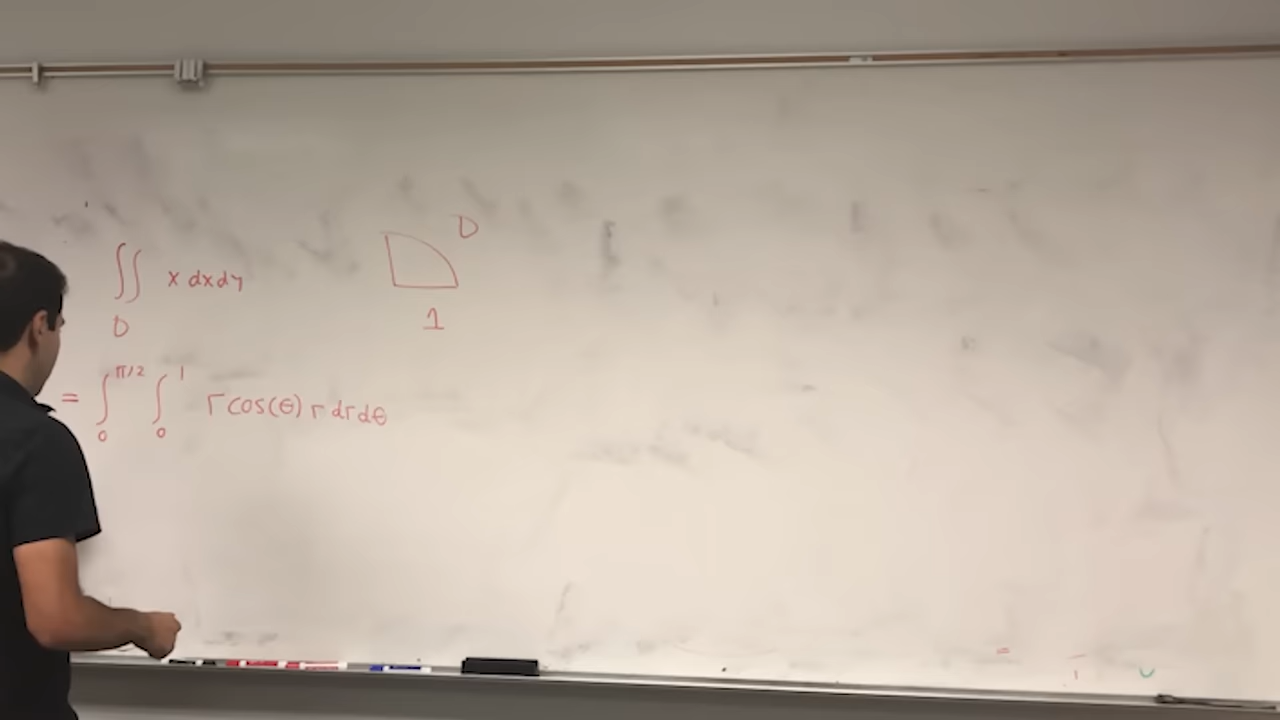 ∬ x dx dy
D
D
1
= ∫₀^{π/2} ∫₀^1 r cos(θ) r dr dθ